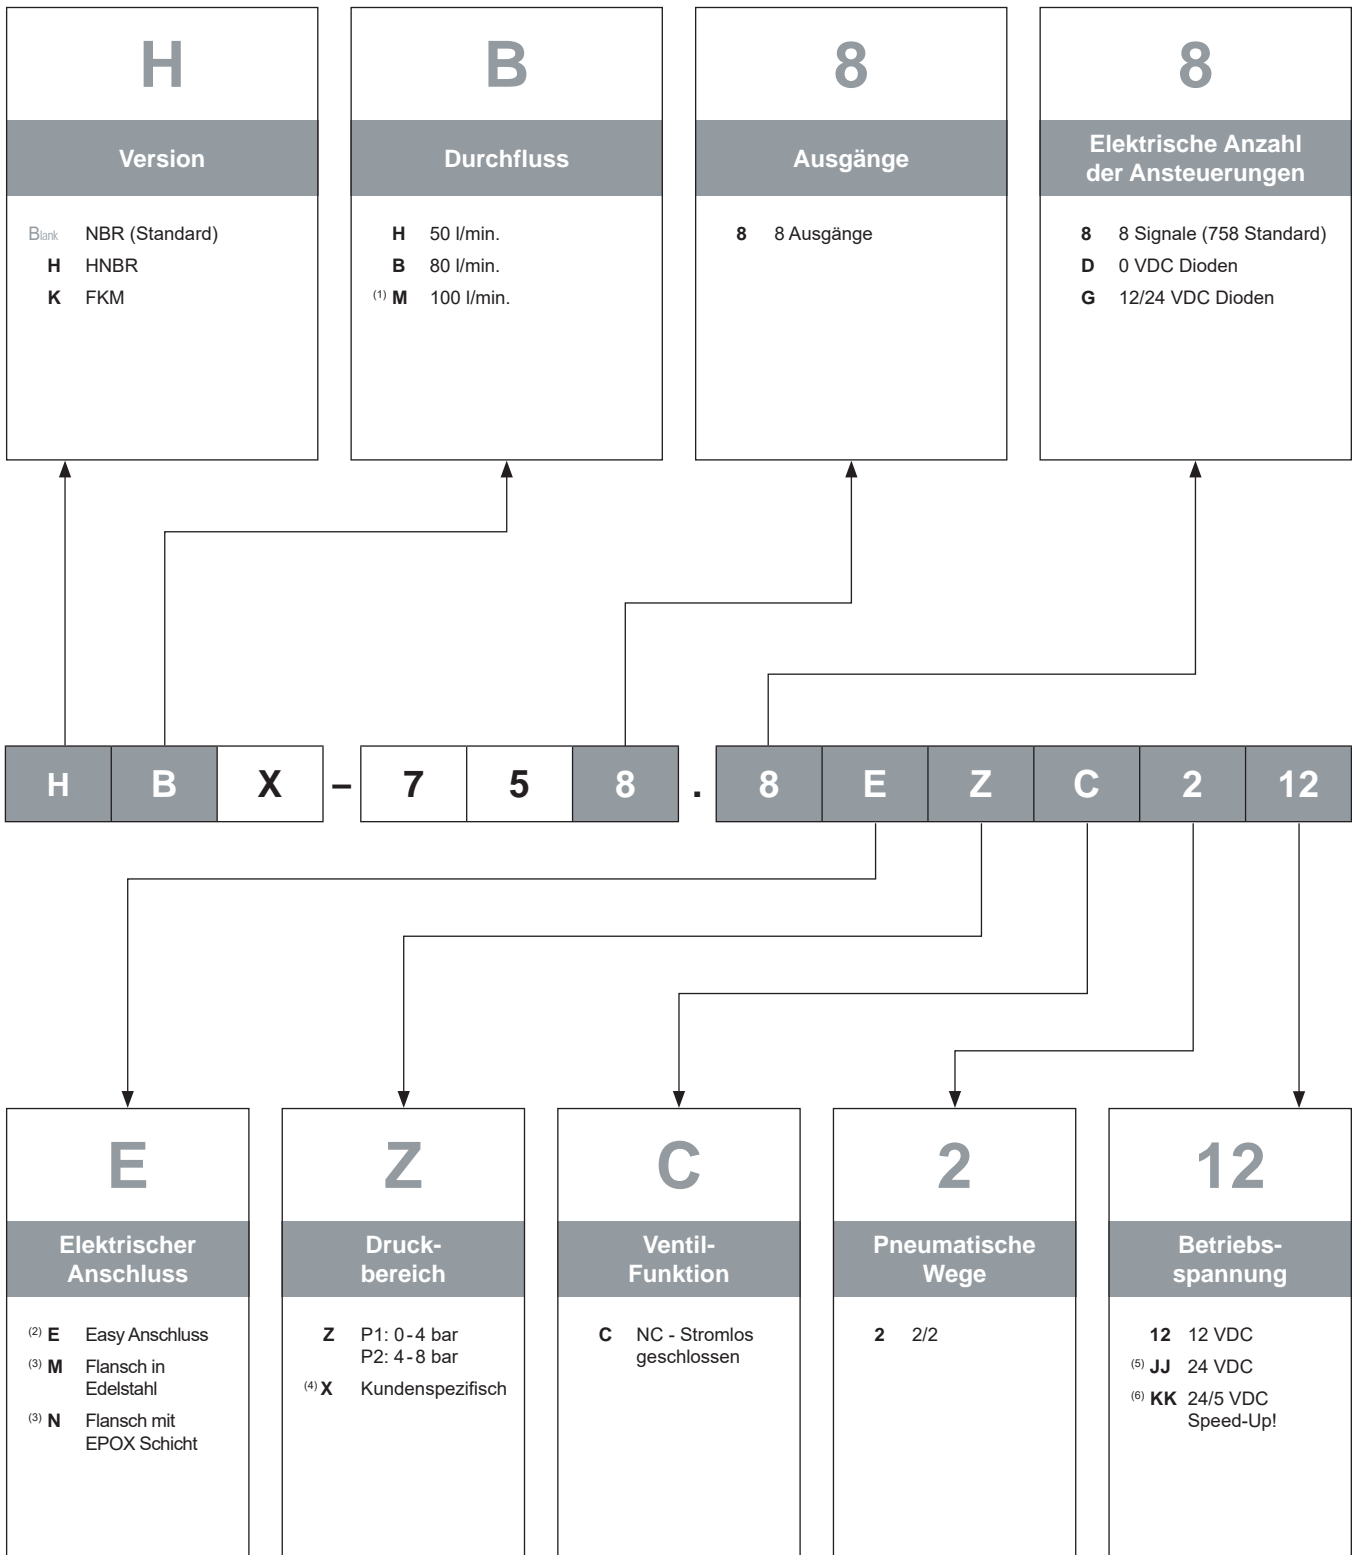 H
B
8
8
Version
Durchfluss
Ausgänge
Elektrische Anzahl
der Ansteuerungen
Blank NBR (Standard)
H HNBR
K FKM
H 50 l/min.
B 80 l/min.
(1) M 100 l/min.
8 8 Ausgänge
8 8 Signale (758 Standard)
D 0 VDC Dioden
G 12/24 VDC Dioden
H B X – 7 5 8 . 8 E Z C 2 12
E
Z
C
2
12
Elektrischer
Anschluss
Druck-
bereich
Ventil-
Funktion
Pneumatische
Wege
Betriebs-
spannung
(2) E Easy Anschluss
(3) M Flansch in
Edelstahl
(3) N Flansch mit
EPOX Schicht
Z P1: 0-4 bar
P2: 4-8 bar
(4) X Kundenspezifisch
C NC - Stromlos
geschlossen
2 2/2
12 12 VDC
(5) JJ 24 VDC
(6) KK 24/5 VDC
Speed-Up!